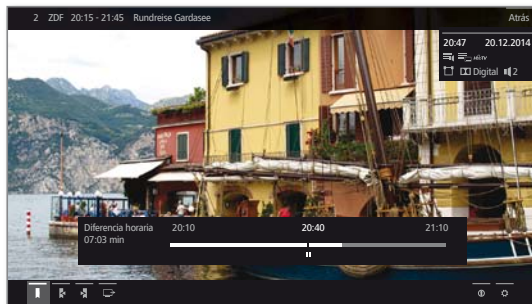 2 ZDF 20:15 - 21:45 Rundreise Gardasee
Atrás
20:47 20.12.2014
HbTV
Digital 2
Diferencia horaria 20:10 20:40 21:10
07:03 min